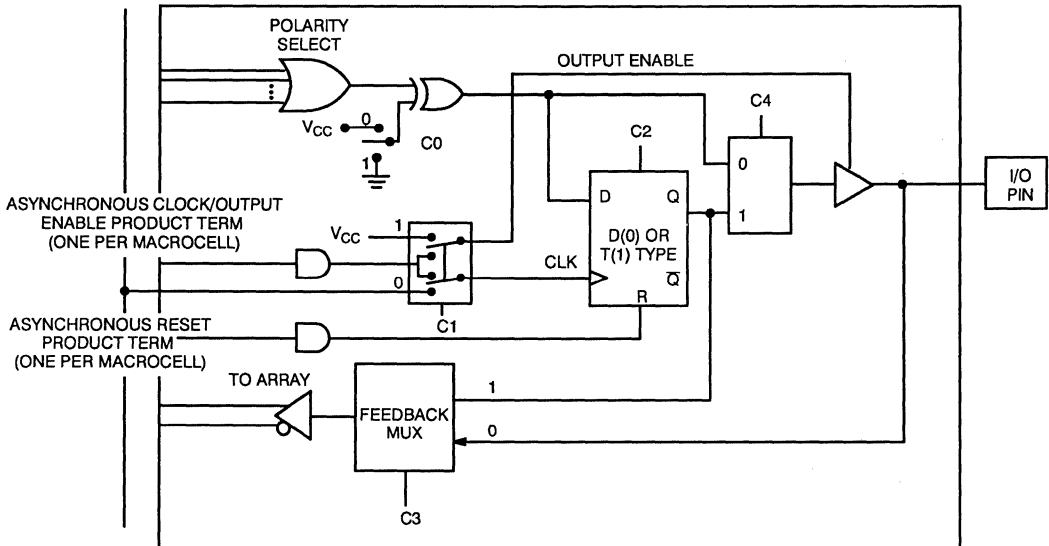 POLARITY
SELECT
OUTPUT ENABLE
0
VCC
C0
1
C4
C2
0
1
I/O
PIN
D
Q
D(0) OR
T(1) TYPE
CLK
Q
R
ASYNCHRONOUS CLOCK/OUTPUT
ENABLE PRODUCT TERM
(ONE PER MACROCELL)
VCC
1
0
C1
ASYNCHRONOUS RESET
PRODUCT TERM
(ONE PER MACROCELL)
TO ARRAY
FEEDBACK
MUX
1
0
C3